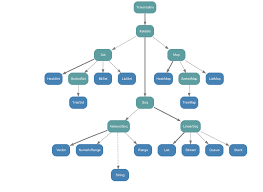 Traversable
Iterable
Set
Map
HashSet
SortedSet
BitSet
ListSet
HashMap
SortedMap
ListMap
TreeSet
Seq
TreeMap
IndexedSeq
LinearSeq
Vector
NumericRange
Range
List
Stream
Queue
Stack
String